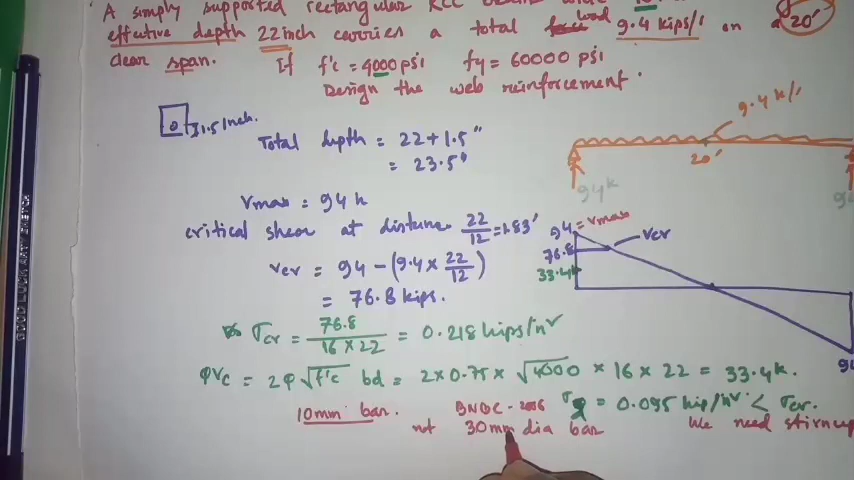 A simply supported rectangular RCC beam wide
effective depth 22 inch carries a total load 9.4 kips/' on a 20'
clear span. If f'c = 4000 psi fy = 60000 psi
Design the web reinforcement.
9.4 k/'
1.5 inch.
Total depth = 22 + 1.5"
= 23.5"
20'
94k
Vmax = 94 k
critical shear at distance 22/12 = 1.83'
94 = Vmax
Vcr
76.8
33.4k
Vcr = 94 - (9.4 × 22/12)
= 76.8 kips.
τcr = 76.8/16 × 22 = 0.218 kips/in²
φVc = 2φ √f'c bd = 2 × 0.75 × √4000 × 16 × 22 = 33.4 k.
10mm bar. BNBC - 2006 = 0.095 kip/in² < τcr.
not 30mm dia bar We need stirrup